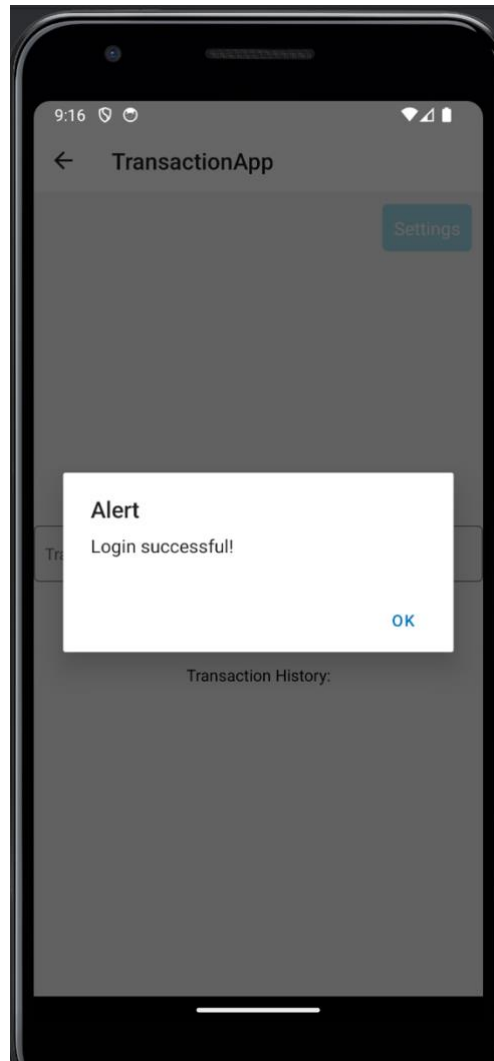 9:16
TransactionApp
Settings
Alert
Login successful!
OK
Transaction History: